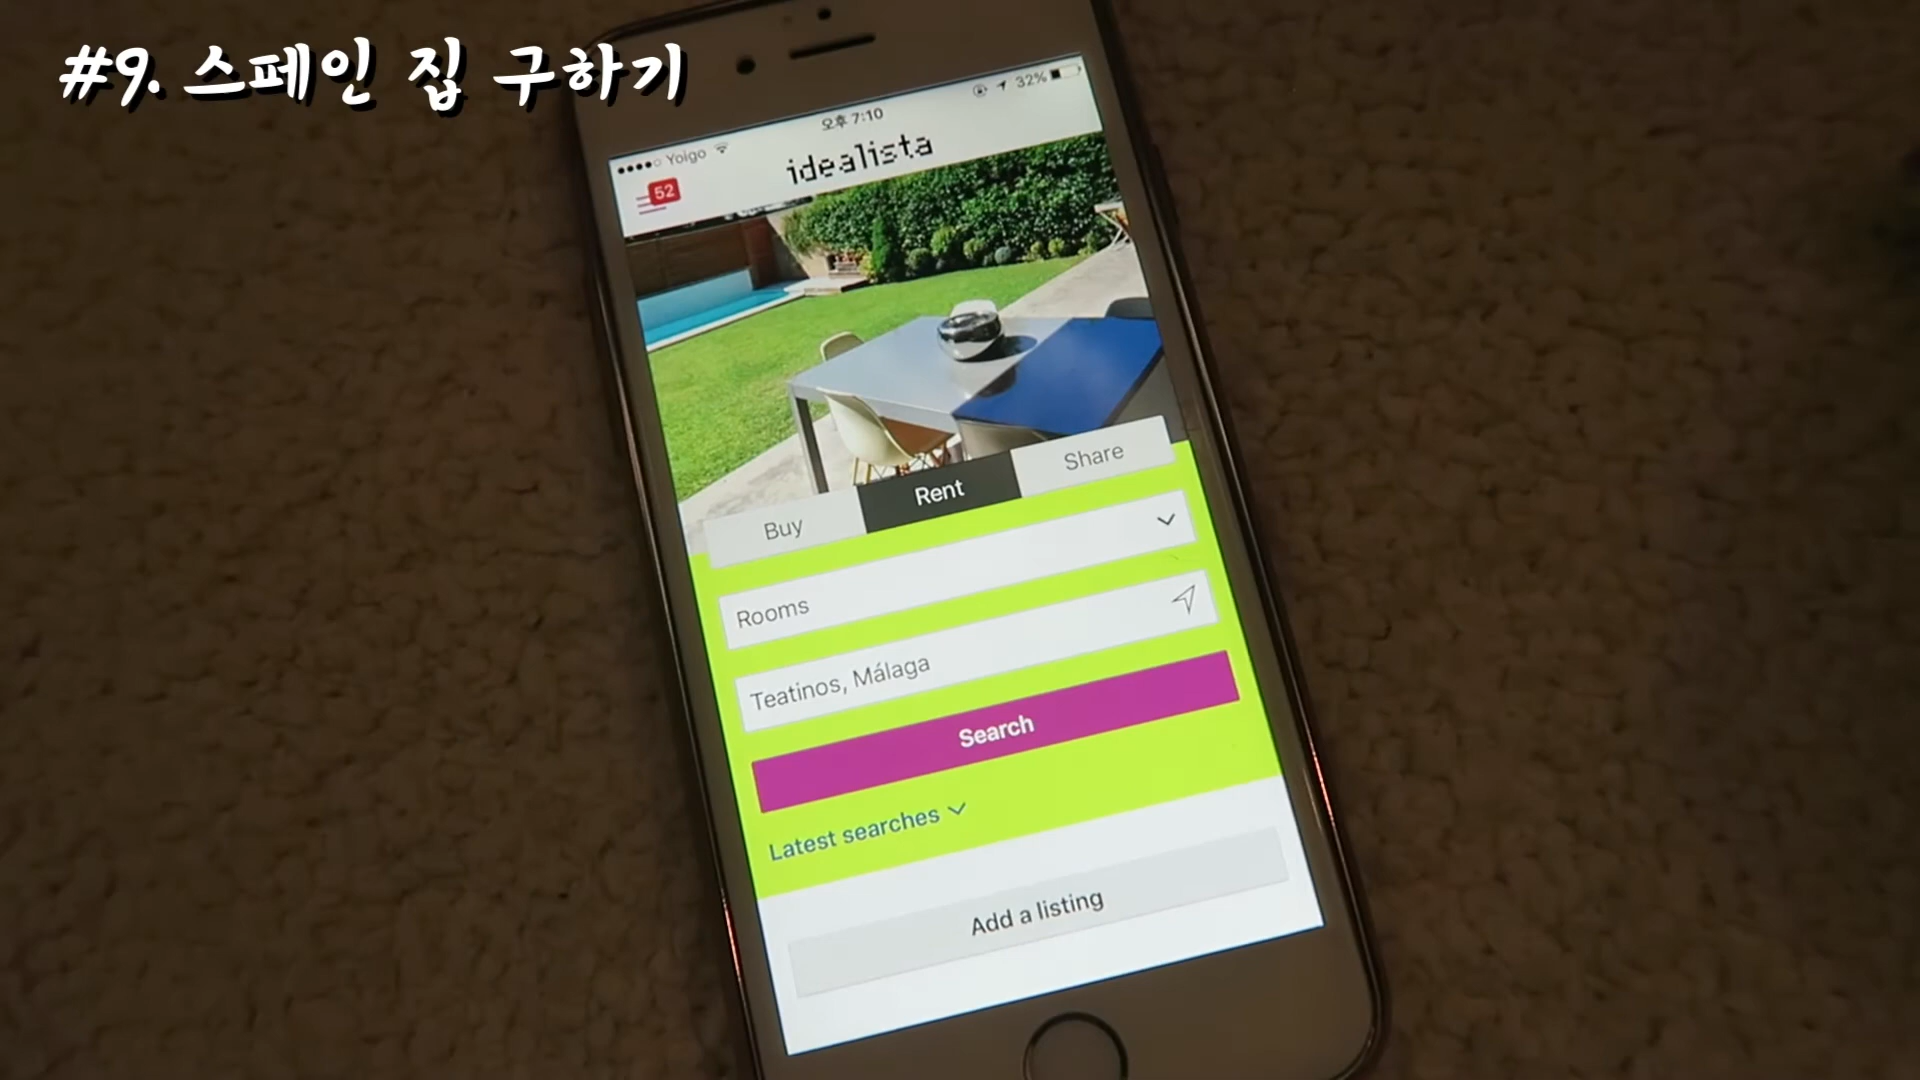 #9. 스페인 집 구하기
Yoigo
오후 7:10
32%
52
idealista
Buy
Rent
Share
Rooms
Teatinos, Málaga
Search
Latest searches
Add a listing